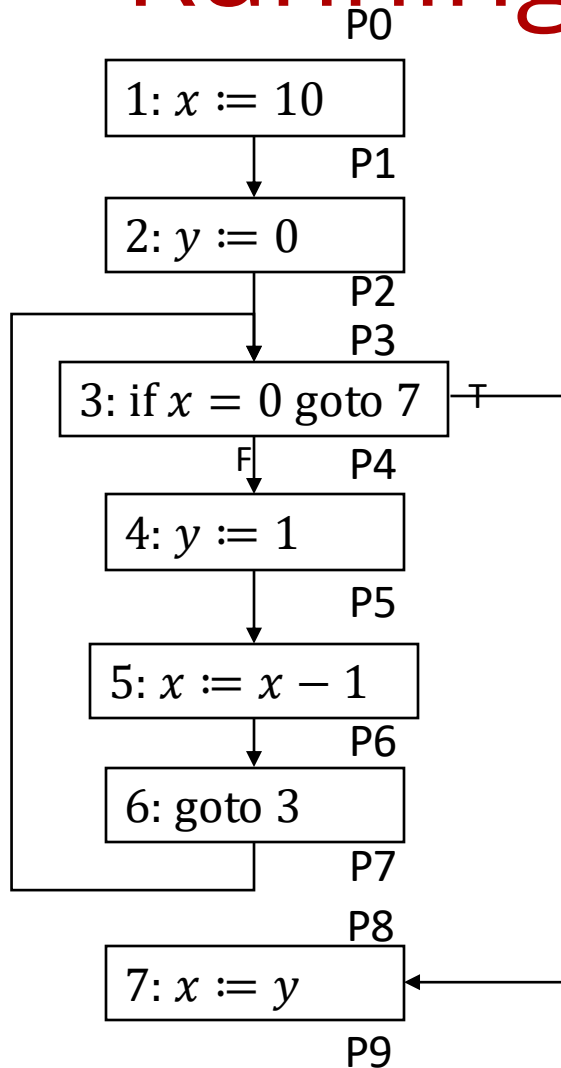 Running
P0
1: x := 10
P1
2: y := 0
P2
P3
3: if x = 0 goto 7
T
F
P4
4: y := 1
P5
5: x := x − 1
P6
6: goto 3
P7
P8
7: x := y
P9